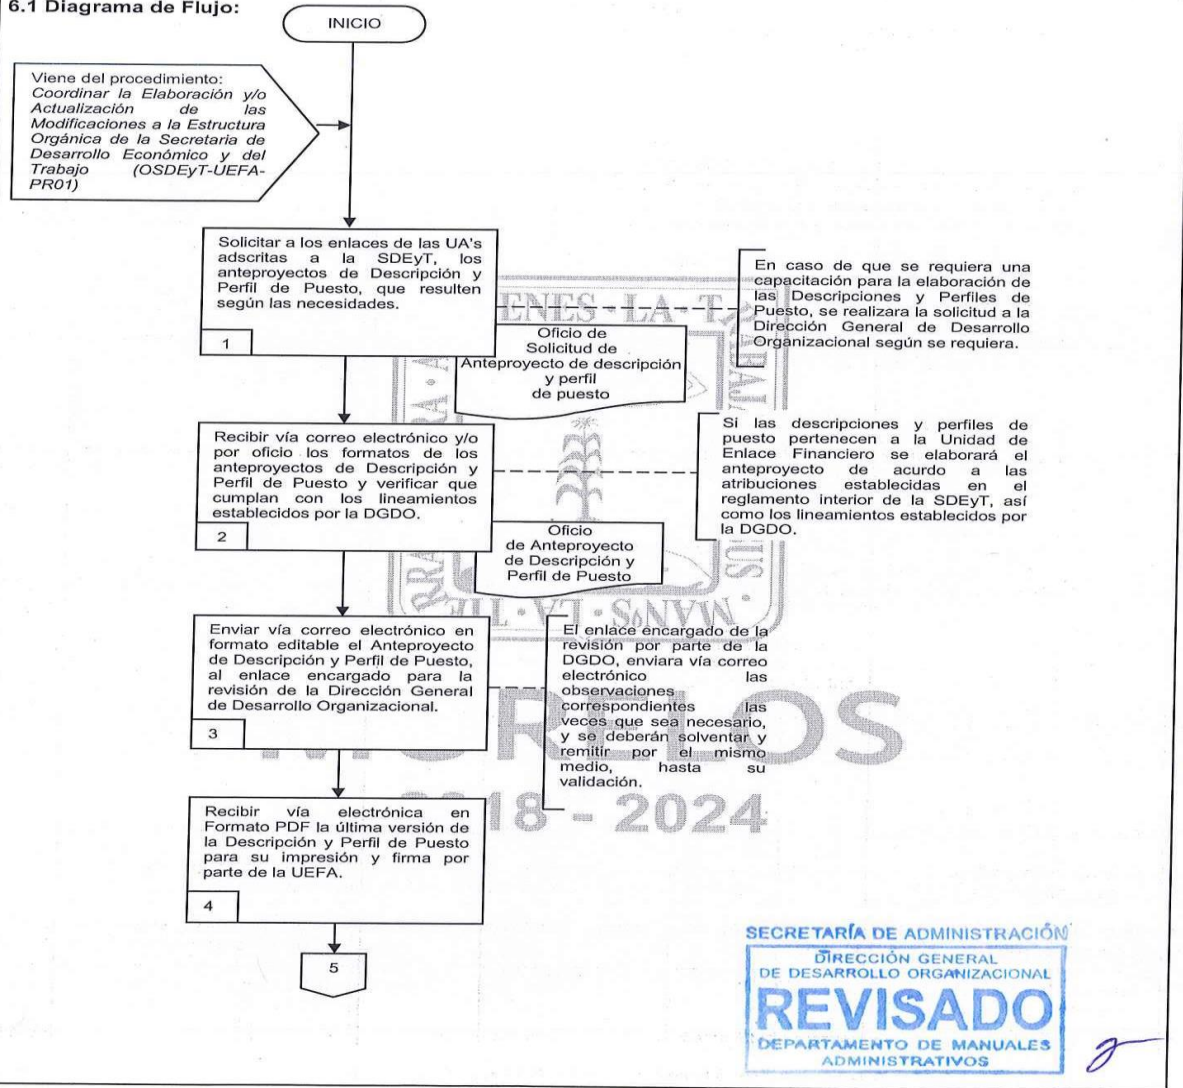 6.1 Diagrama de Flujo:
INICIO
Viene del procedimiento:
Coordinar la Elaboración y/o
Actualización de las
Modificaciones a la Estructura
Orgánica de la Secretaria de
Desarrollo Económico y del
Trabajo (OSDEyT-UEFA-
PR01)
Solicitar a los enlaces de las UA's
adscritas a la SDEyT, los
anteproyectos de Descripción y
Perfil de Puesto, que resulten
según las necesidades.
1
En caso de que se requiera una
capacitación para la elaboración de
las Descripciones y Perfiles de
Puesto, se realizara la solicitud a la
Dirección General de Desarrollo
Organizacional según se requiera.
Oficio de
Solicitud de
Anteproyecto de descripción
y perfil
de puesto
Recibir vía correo electrónico y/o
por oficio los formatos de los
anteproyectos de Descripción y
Perfil de Puesto y verificar que
cumplan con los lineamientos
establecidos por la DGDO.
2
Si las descripciones y perfiles de
puesto pertenecen a la Unidad de
Enlace Financiero se elaborará el
anteproyecto de acuerdo a las
atribuciones establecidas en el
reglamento interior de la SDEyT, así
como los lineamientos establecidos por
la DGDO.
Oficio
de Anteproyecto
de Descripción y
Perfil de Puesto
Enviar vía correo electrónico en
formato editable el Anteproyecto
de Descripción y Perfil de Puesto,
al enlace encargado para la
revisión de la Dirección General
de Desarrollo Organizacional.
3
El enlace encargado de la
revisión por parte de la
DGDO, enviara vía correo
electrónico las
observaciones
correspondientes las
veces que sea necesario,
y se deberán solventar y
remitir por el mismo
medio, hasta su
validación.
Recibir vía electrónica en
Formato PDF la última versión de
la Descripción y Perfil de Puesto
para su impresión y firma por
parte de la UEFA.
4
5
- 2024
SECRETARÍA DE ADMINISTRACIÓN
DIRECCIÓN GENERAL
DE DESARROLLO ORGANIZACIONAL
REVISADO
DEPARTAMENTO DE MANUALES
ADMINISTRATIVOS